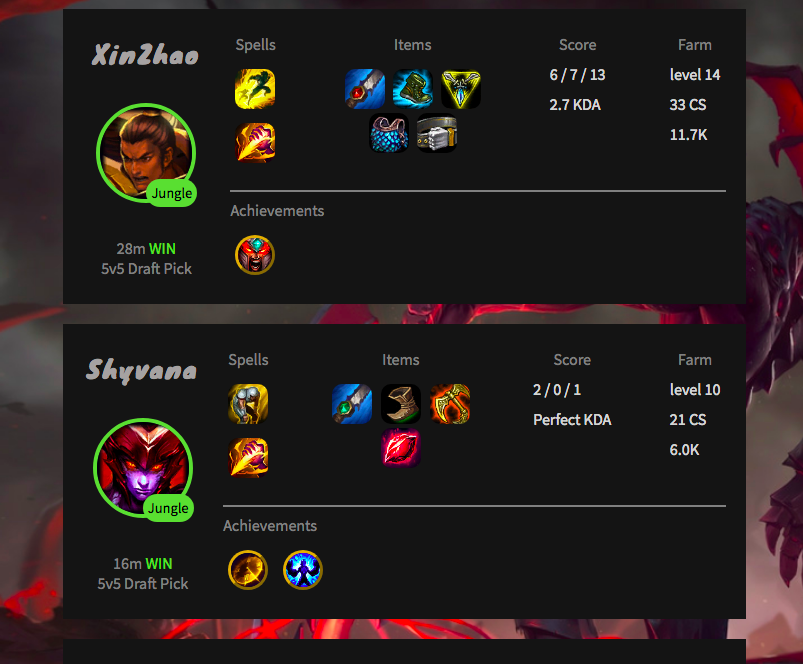 XinZhao
Spells
Items
Score
Farm
6 / 7 / 13
level 14
2.7 KDA
33 CS
11.7K
Jungle
Achievements
28m WIN
5v5 Draft Pick
Shyvana
Spells
Items
Score
Farm
2 / 0 / 1
level 10
Perfect KDA
21 CS
6.0K
Jungle
Achievements
16m WIN
5v5 Draft Pick